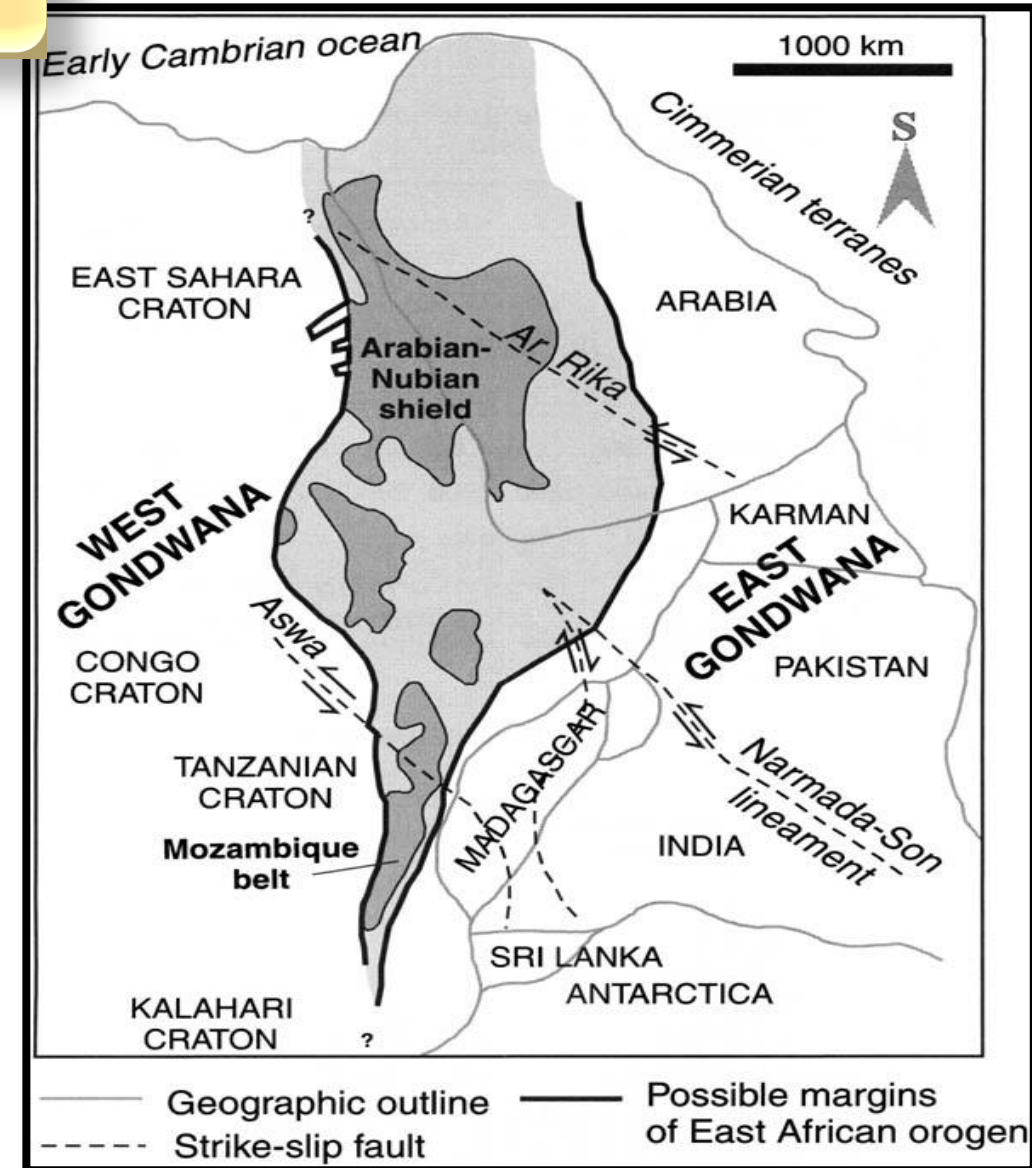 Early Cambrian ocean
1000 km
Cimmerian terranes
S
?
EAST SAHARA
CRATON
ARABIA
Arabian-
Nubian
shield
Ar Rika
WEST
GONDWANA
KARMAN
EAST
GONDWANA
Aswa
CONGO
CRATON
PAKISTAN
MADAGASGAR
TANZANIAN
CRATON
Narmada-Son
lineament
Mozambique
belt
INDIA
SRI LANKA
ANTARCTICA
KALAHARI
CRATON
?
Geographic outline
Strike-slip fault
Possible margins
of East African orogen